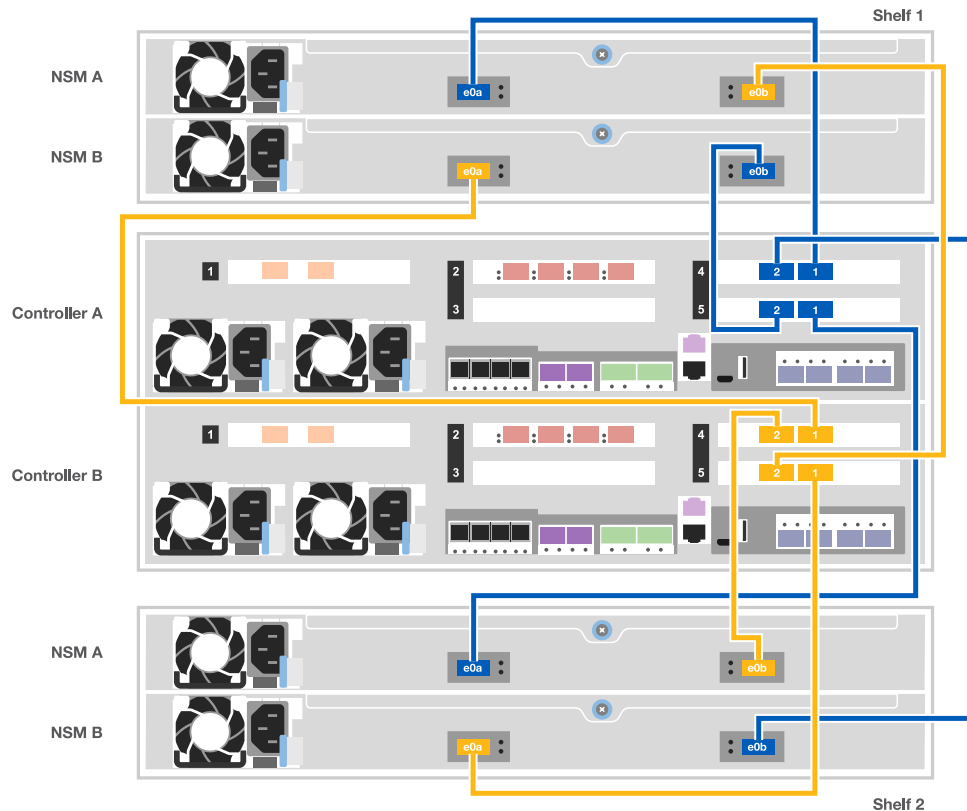 Shelf 1
NSM A
e0a e0b
NSM B
e0a e0b
1 2 4 2 1
Controller A
3 5 2 1
1 2 4 2 1
Controller B
3 5 2 1
NSM A
e0a e0b
NSM B
e0a e0b
Shelf 2